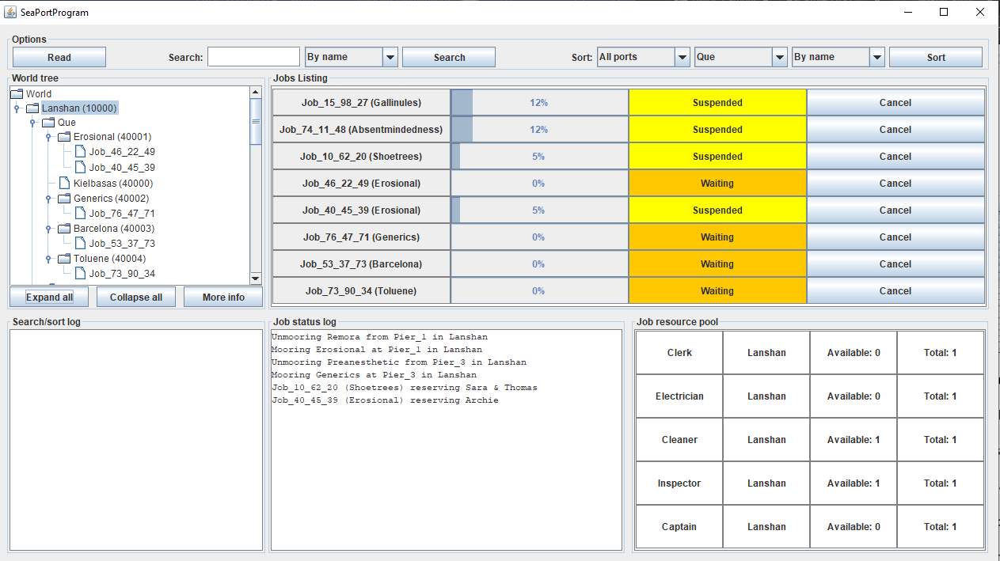 SeaPortProgram
Options
Read Search: By name Search Sort: All ports Que By name Sort
World tree
World
Lanshan (10000)
Que
Erosional (40001)
Job_46_22_49
Job_40_45_39
Kielbasas (40000)
Generics (40002)
Job_76_47_71
Barcelona (40003)
Job_53_37_73
Toluene (40004)
Job_73_90_34
Expand all Collapse all More info
Jobs Listing
Job_15_98_27 (Gallinules) 12% Suspended Cancel
Job_74_11_48 (Absentmindedness) 12% Suspended Cancel
Job_10_62_20 (Shoetrees) 5% Suspended Cancel
Job_46_22_49 (Erosional) 0% Waiting Cancel
Job_40_45_39 (Erosional) 5% Suspended Cancel
Job_76_47_71 (Generics) 0% Waiting Cancel
Job_53_37_73 (Barcelona) 0% Waiting Cancel
Job_73_90_34 (Toluene) 0% Waiting Cancel
Search/sort log
Job status log
Unmooring Remora from Pier_1 in Lanshan
Mooring Erosional at Pier_1 in Lanshan
Unmooring Preanesthetic from Pier_3 in Lanshan
Mooring Generics at Pier_3 in Lanshan
Job_10_62_20 (Shoetrees) reserving Sara & Thomas
Job_40_45_39 (Erosional) reserving Archie
Job resource pool
Clerk Lanshan Available: 0 Total: 1
Electrician Lanshan Available: 0 Total: 1
Cleaner Lanshan Available: 1 Total: 1
Inspector Lanshan Available: 1 Total: 1
Captain Lanshan Available: 0 Total: 1